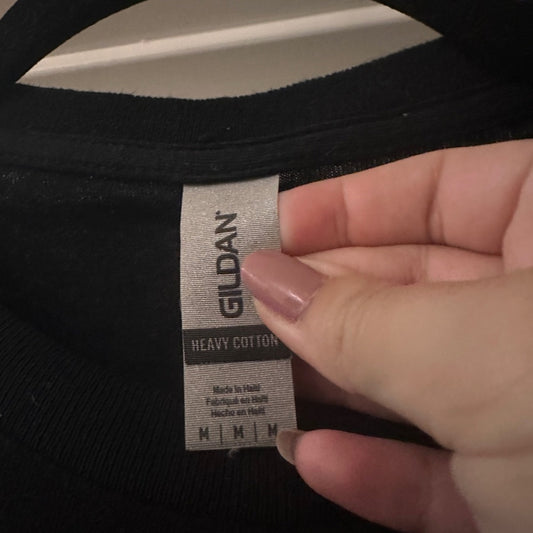 GILDAN®
HEAVY COTTON
Made in Haiti
Fabriqué en Haïti
Hecho en Haití
M | M | M